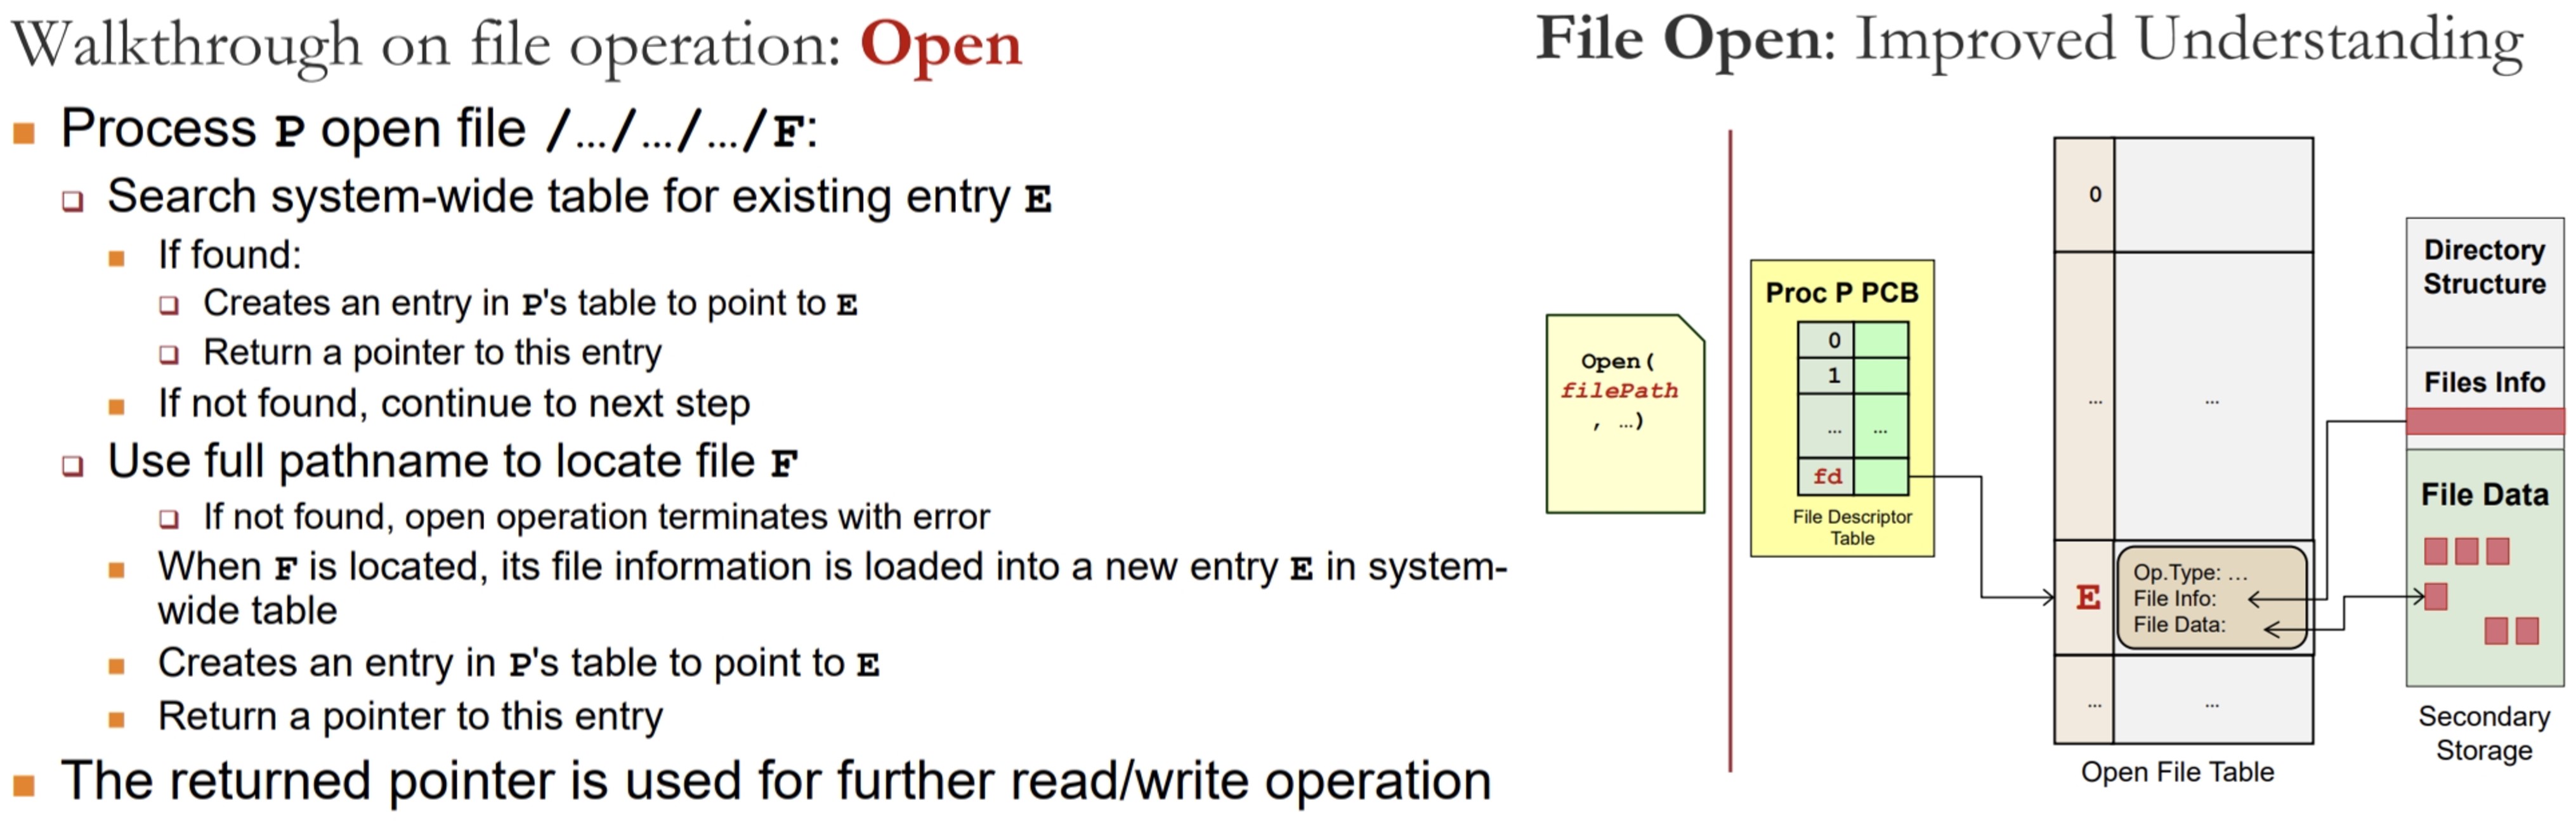 Walkthrough on file operation: Open
Process P open file /…/…/…/F:
Search system-wide table for existing entry E
If found:
Creates an entry in P's table to point to E
Return a pointer to this entry
If not found, continue to next step
Use full pathname to locate file F
If not found, open operation terminates with error
When F is located, its file information is loaded into a new entry E in system-
wide table
Creates an entry in P's table to point to E
Return a pointer to this entry
The returned pointer is used for further read/write operation
File Open: Improved Understanding
Open(
filePath
, …)
Proc P PCB
0
1
… …
fd
File Descriptor
Table
0
… …
E
Op.Type: …
File Info:
File Data:
… …
Open File Table
Directory
Structure
Files Info
File Data
Secondary
Storage